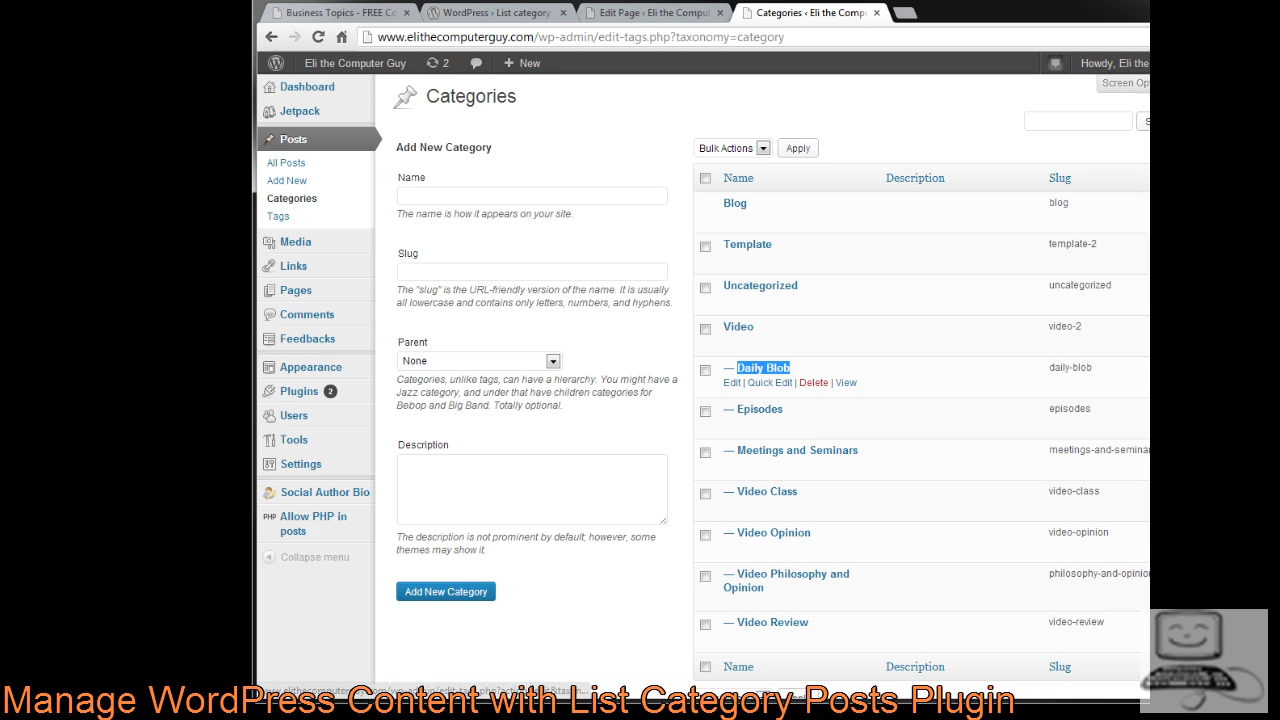 Business Topics - FREE Co
WordPress › List category
Edit Page ‹ Eli the Comput
Categories ‹ Eli the Comp
www.elithecomputerguy.com/wp-admin/edit-tags.php?taxonomy=category
Eli the Computer Guy
2
New
Howdy, Eli the
Dashboard
Jetpack
Posts
All Posts
Add New
Categories
Tags
Media
Links
Pages
Comments
Feedbacks
Appearance
Plugins 2
Users
Tools
Settings
Social Author Bio
PHP Allow PHP in
posts
Collapse menu
Categories
Screen Op
Add New Category
Name
The name is how it appears on your site.
Slug
The “slug” is the URL-friendly version of the name. It is usually
all lowercase and contains only letters, numbers, and hyphens.
Parent
None
Categories, unlike tags, can have a hierarchy. You might have a
Jazz category, and under that have children categories for
Bebop and Big Band. Totally optional.
Description
The description is not prominent by default; however, some
themes may show it.
Add New Category
Bulk Actions
Apply
Name Description Slug
Blog blog
Template template-2
Uncategorized uncategorized
Video video-2
— Daily Blob daily-blob
Edit | Quick Edit | Delete | View
— Episodes episodes
— Meetings and Seminars meetings-and-seminar
— Video Class video-class
— Video Opinion video-opinion
— Video Philosophy and philosophy-and-opinio
Opinion
— Video Review video-review
Name Description Slug
Manage WordPress Content with List Category Posts Plugin